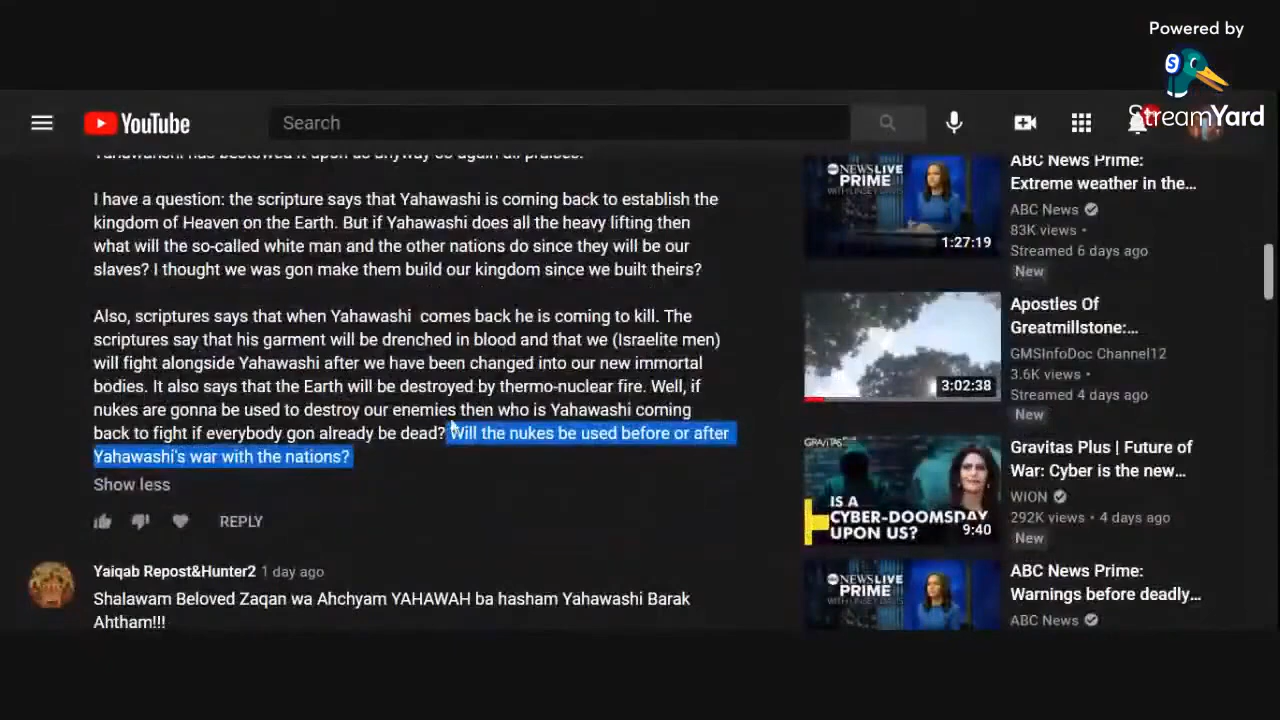 Powered by
StreamYard
YouTube
Search
Yahawahshi has bestowed it upon us anyway so again all praises.
I have a question: the scripture says that Yahawashi is coming back to establish the
kingdom of Heaven on the Earth. But if Yahawashi does all the heavy lifting then
what will the so-called white man and the other nations do since they will be our
slaves? I thought we was gon make them build our kingdom since we built theirs?
Also, scriptures says that when Yahawashi comes back he is coming to kill. The
scriptures say that his garment will be drenched in blood and that we (Israelite men)
will fight alongside Yahawashi after we have been changed into our new immortal
bodies. It also says that the Earth will be destroyed by thermo-nuclear fire. Well, if
nukes are gonna be used to destroy our enemies then who is Yahawashi coming
back to fight if everybody gon already be dead? Will the nukes be used before or after
Yahawashi's war with the nations?
Show less
REPLY
Yaiqab Repost&Hunter2 1 day ago
Shalawam Beloved Zaqan wa Ahchyam YAHAWAH ba hasham Yahawashi Barak
Ahtham!!!
NEWSLIVE
PRIME
WITH LINSEY DAVIS
1:27:19
ABC News Prime:
Extreme weather in the...
ABC News
83K views •
Streamed 6 days ago
New
3:02:38
Apostles Of
Greatmillstone:...
GMSInfoDoc Channel12
3.6K views •
Streamed 4 days ago
New
GRAVITAS PLUS
IS A
CYBER-DOOMSDAY
UPON US?
9:40
Gravitas Plus | Future of
War: Cyber is the new...
WION
292K views • 4 days ago
New
NEWSLIVE
PRIME
WITH LINSEY DAVIS
ABC News Prime:
Warnings before deadly...
ABC News